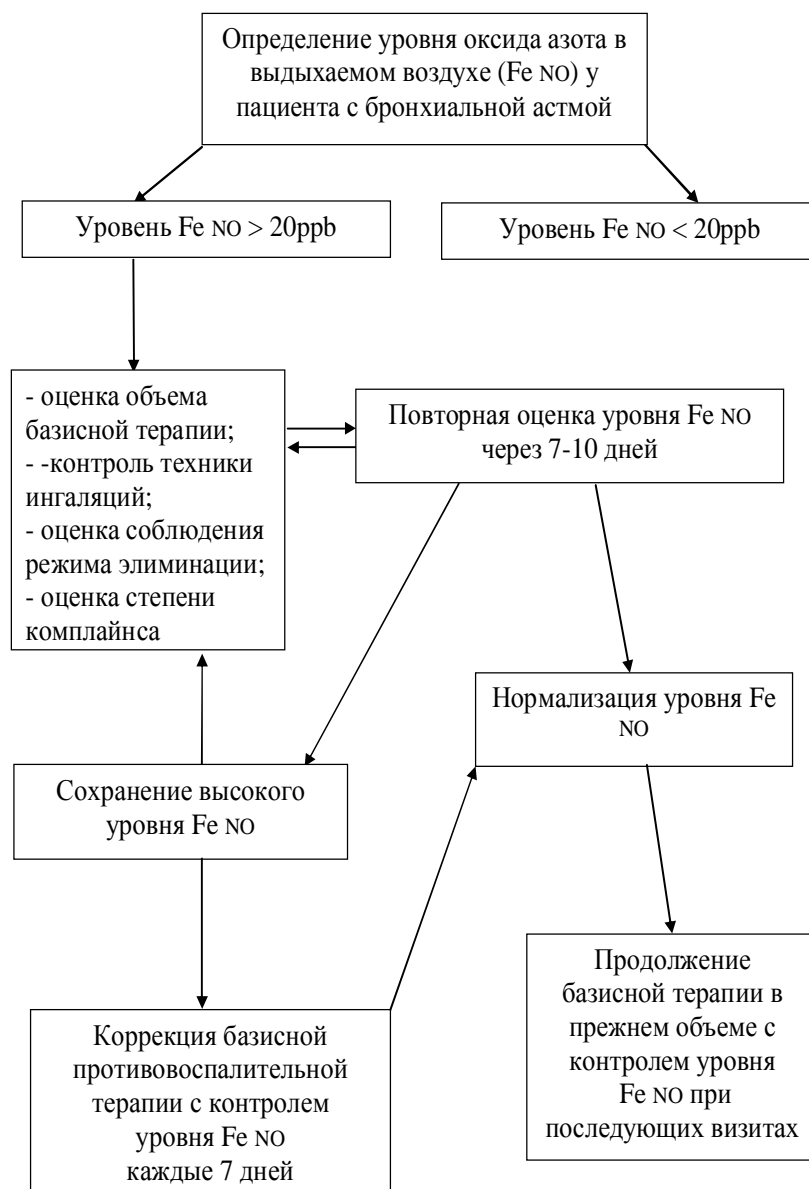 Определение уровня оксида азота в
выдыхаемом воздухе (Fe NO) у
пациента с бронхиальной астмой
Уровень Fe NO > 20ppb
Уровень Fe NO < 20ppb
- оценка объема
базисной терапии;
- -контроль техники
ингаляций;
- оценка соблюдения
режима элиминации;
- оценка степени
комплайнса
Повторная оценка уровня Fe NO
через 7-10 дней
Нормализация уровня Fe
NO
Сохранение высокого
уровня Fe NO
Коррекция базисной
противовоспалительной
терапии с контролем
уровня Fe NO
каждые 7 дней
Продолжение
базисной терапии в
прежнем объеме с
контролем уровня
Fe NO при
последующих визитах